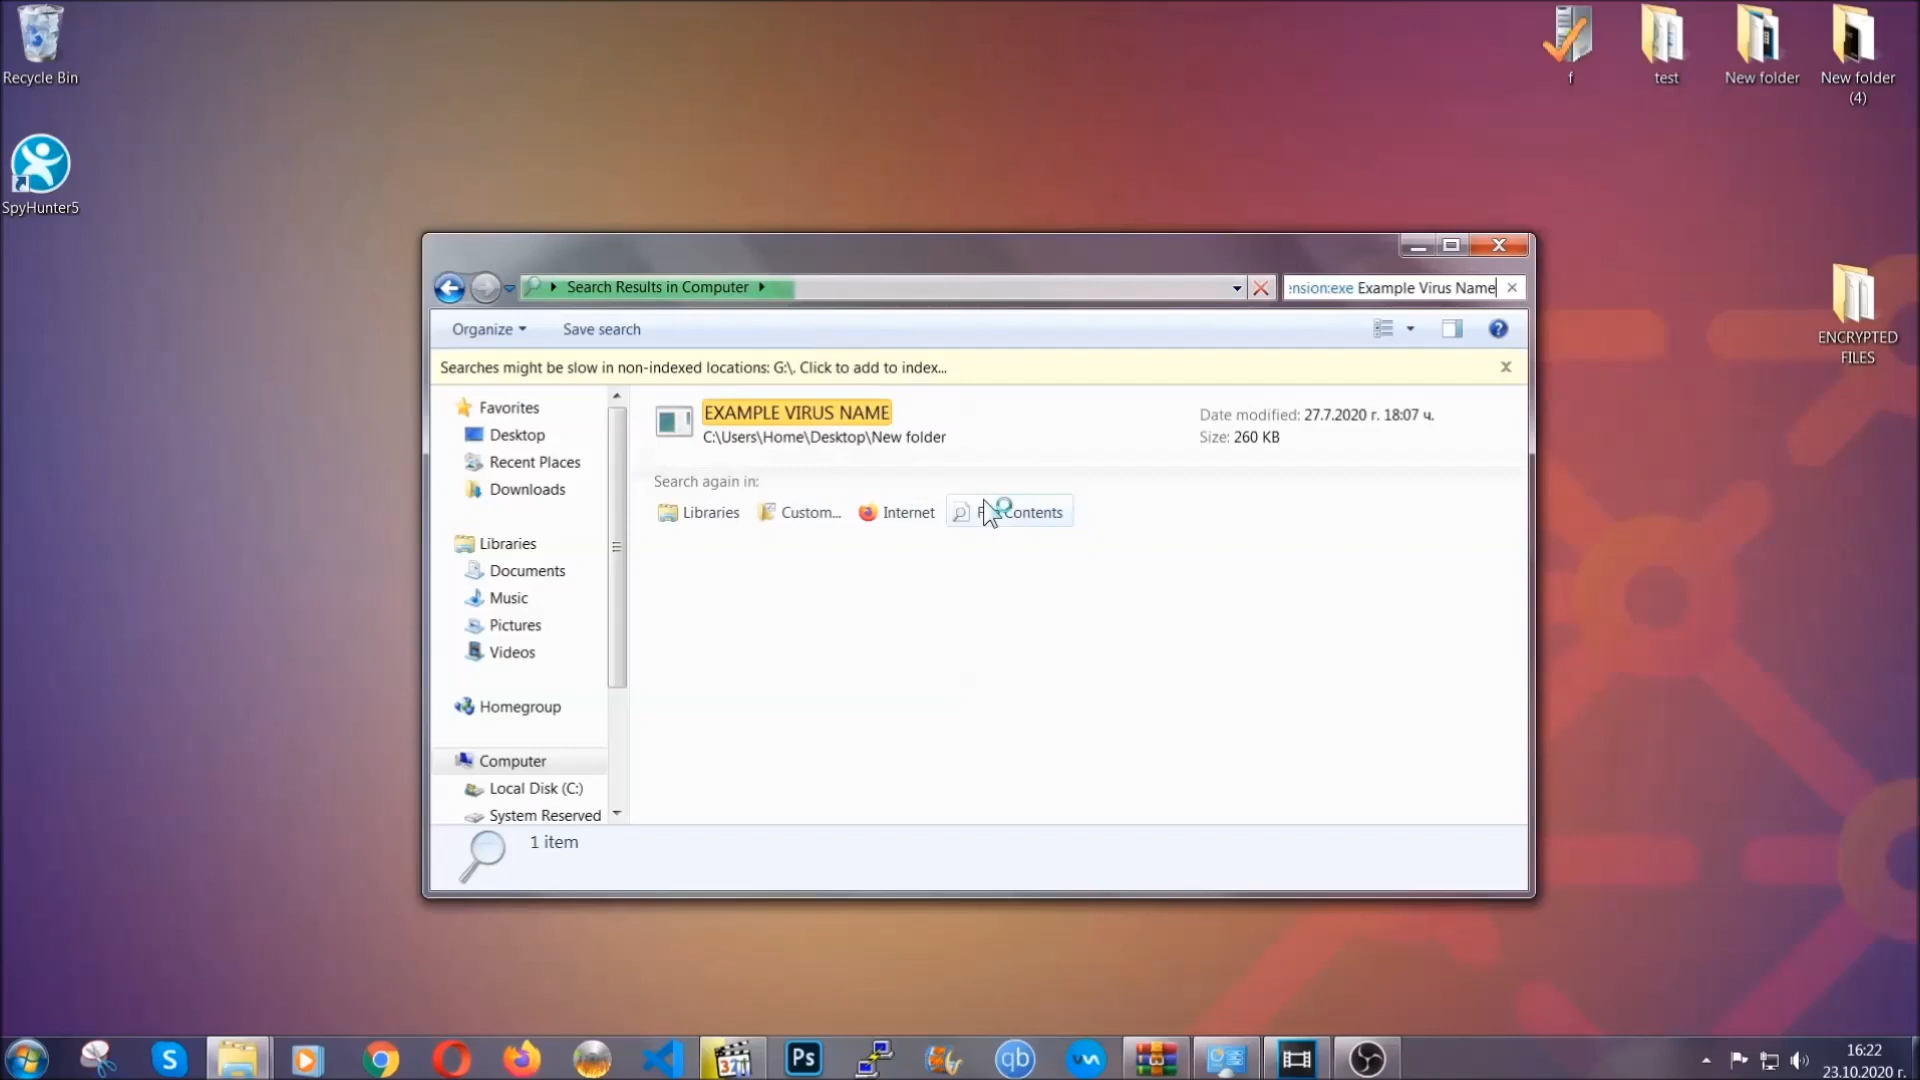 Recycle Bin
SpyHunter5
f
test
New folder
New folder
(4)
ENCRYPTED
FILES
Search Results in Computer
ension:exe Example Virus Name
Organize
Save search
Searches might be slow in non-indexed locations: G:\. Click to add to index...
Favorites
Desktop
Recent Places
Downloads
Libraries
Documents
Music
Pictures
Videos
Homegroup
Computer
Local Disk (C:)
System Reserved
EXAMPLE VIRUS NAME
C:\Users\Home\Desktop\New folder
Date modified: 27.7.2020 г. 18:07 ч.
Size: 260 KB
Search again in:
Libraries
Custom...
Internet
Contents
1 item
Ps
qb
16:22
23.10.2020 г.